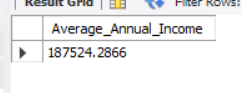 Result Grid Filter Rows:
Average_Annual_Income
187524.2866